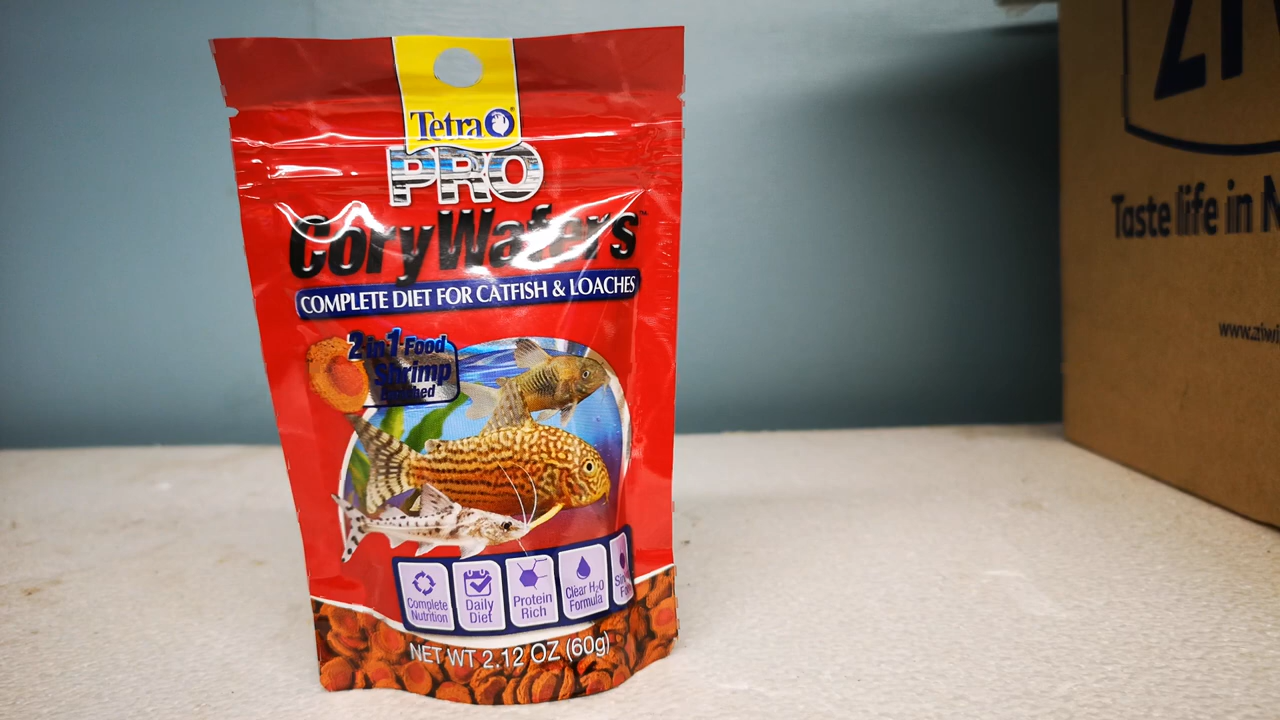 Tetra
PRO
CoryWafers™
COMPLETE DIET FOR CATFISH & LOACHES
2 in 1 Food
Shrimp
Complete
Nutrition
Daily
Diet
Protein
Rich
Clear H₂O
Formula
NET WT 2.12 OZ (60g)
Taste life in